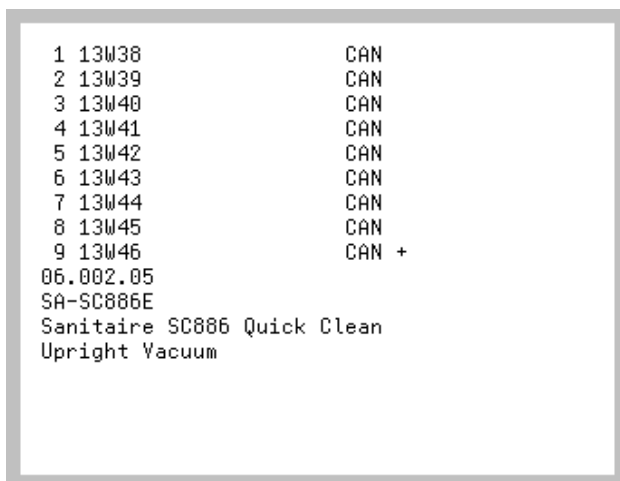 1 13W38 CAN
2 13W39 CAN
3 13W40 CAN
4 13W41 CAN
5 13W42 CAN
6 13W43 CAN
7 13W44 CAN
8 13W45 CAN
9 13W46 CAN +
06.002.05
SA-SC886E
Sanitaire SC886 Quick Clean
Upright Vacuum